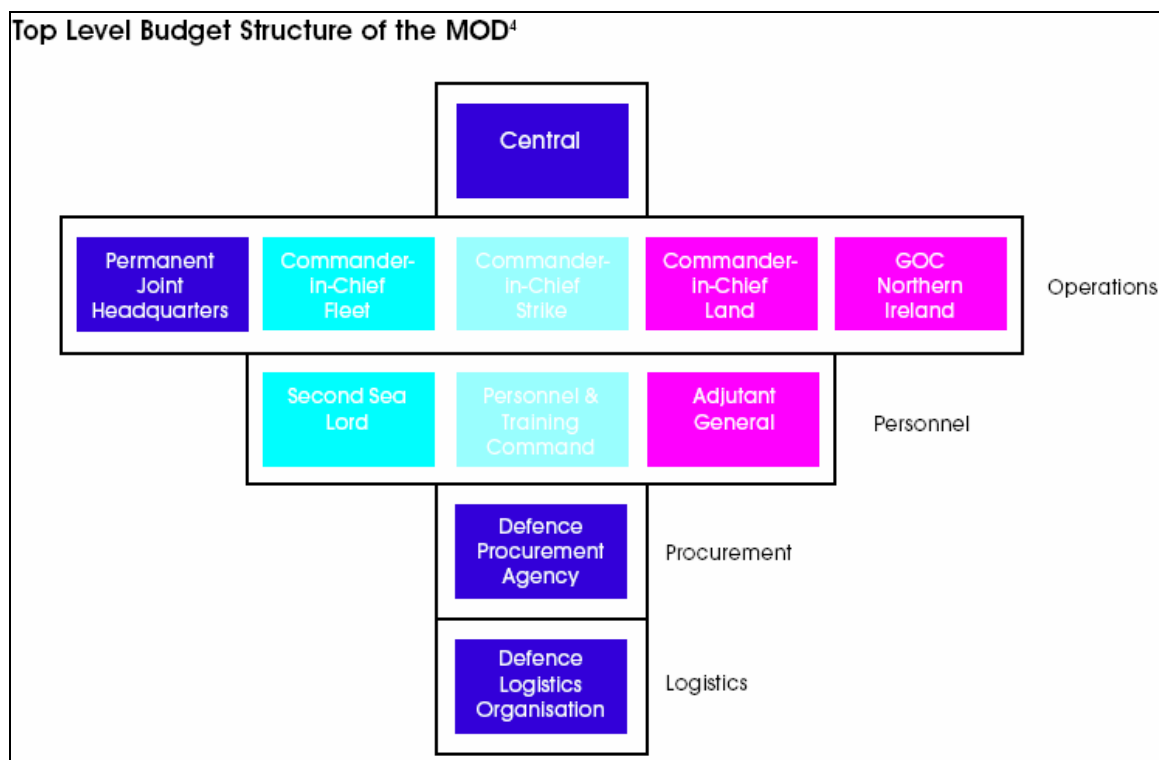 Top Level Budget Structure of the MOD⁴
Central
Permanent
Joint
Headquarters
Commander-
in-Chief
Fleet
Commander-
in-Chief
Strike
Commander-
in-Chief
Land
GOC
Northern
Ireland
Operations
Second Sea
Lord
Personnel &
Training
Command
Adjutant
General
Personnel
Defence
Procurement
Agency
Procurement
Defence
Logistics
Organisation
Logistics